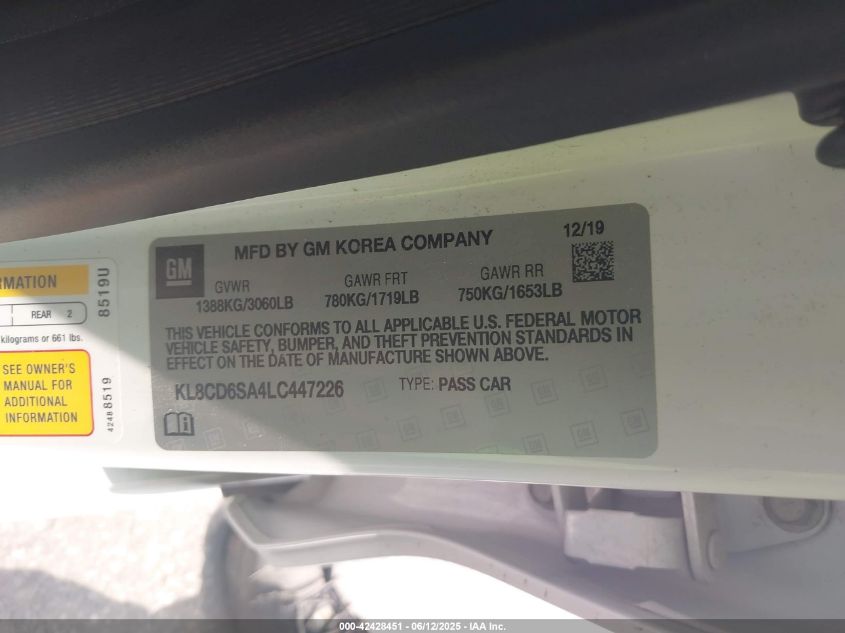 GM
MFD BY GM KOREA COMPANY
12/19
GVWR
1388KG/3060LB
GAWR FRT
780KG/1719LB
GAWR RR
750KG/1653LB
THIS VEHICLE CONFORMS TO ALL APPLICABLE U.S. FEDERAL MOTOR
VEHICLE SAFETY, BUMPER, AND THEFT PREVENTION STANDARDS IN
EFFECT ON THE DATE OF MANUFACTURE SHOWN ABOVE.
KL8CD6SA4LC447226
TYPE: PASS CAR
RMATION
REAR 2
kilograms or 661 lbs.
SEE OWNER'S
MANUAL FOR
ADDITIONAL
INFORMATION
8519U
42488519
000-42428451 - 06/12/2025 - IAA Inc.